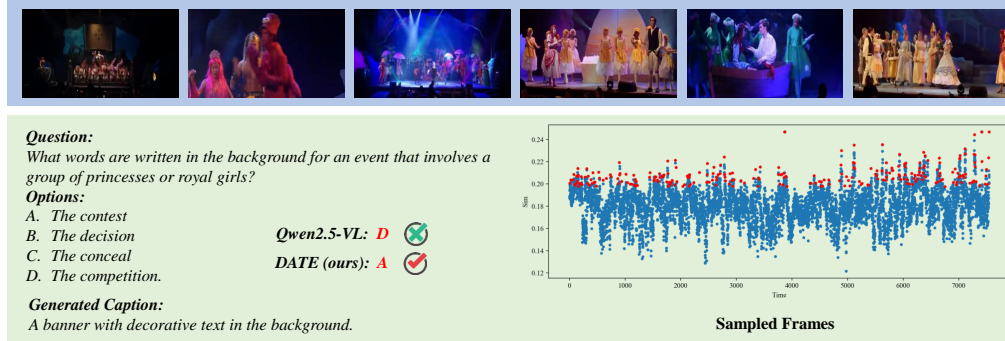 Question:
What words are written in the background for an event that involves a
group of princesses or royal girls?
Options:
A. The contest
B. The decision
C. The conceal
D. The competition.
Qwen2.5-VL: D
DATE (ours): A
Generated Caption:
A banner with decorative text in the background.
0.24
0.22
0.20
0.18
0.16
0.14
0.12
Sim
0 1000 2000 3000 4000 5000 6000 7000
Time
Sampled Frames